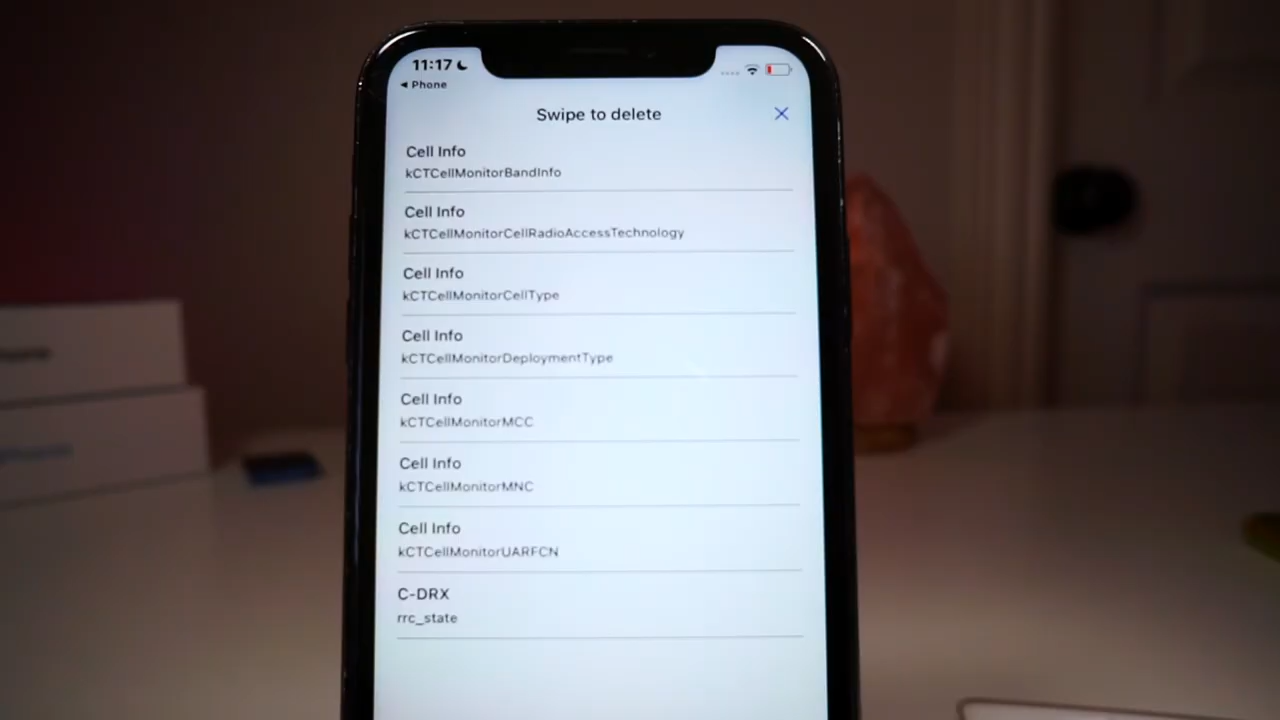 11:17
◀ Phone
Swipe to delete
Cell Info
kCTCellMonitorBandInfo
Cell Info
kCTCellMonitorCellRadioAccessTechnology
Cell Info
kCTCellMonitorCellType
Cell Info
kCTCellMonitorDeploymentType
Cell Info
kCTCellMonitorMCC
Cell Info
kCTCellMonitorMNC
Cell Info
kCTCellMonitorUARFCN
C-DRX
rrc_state